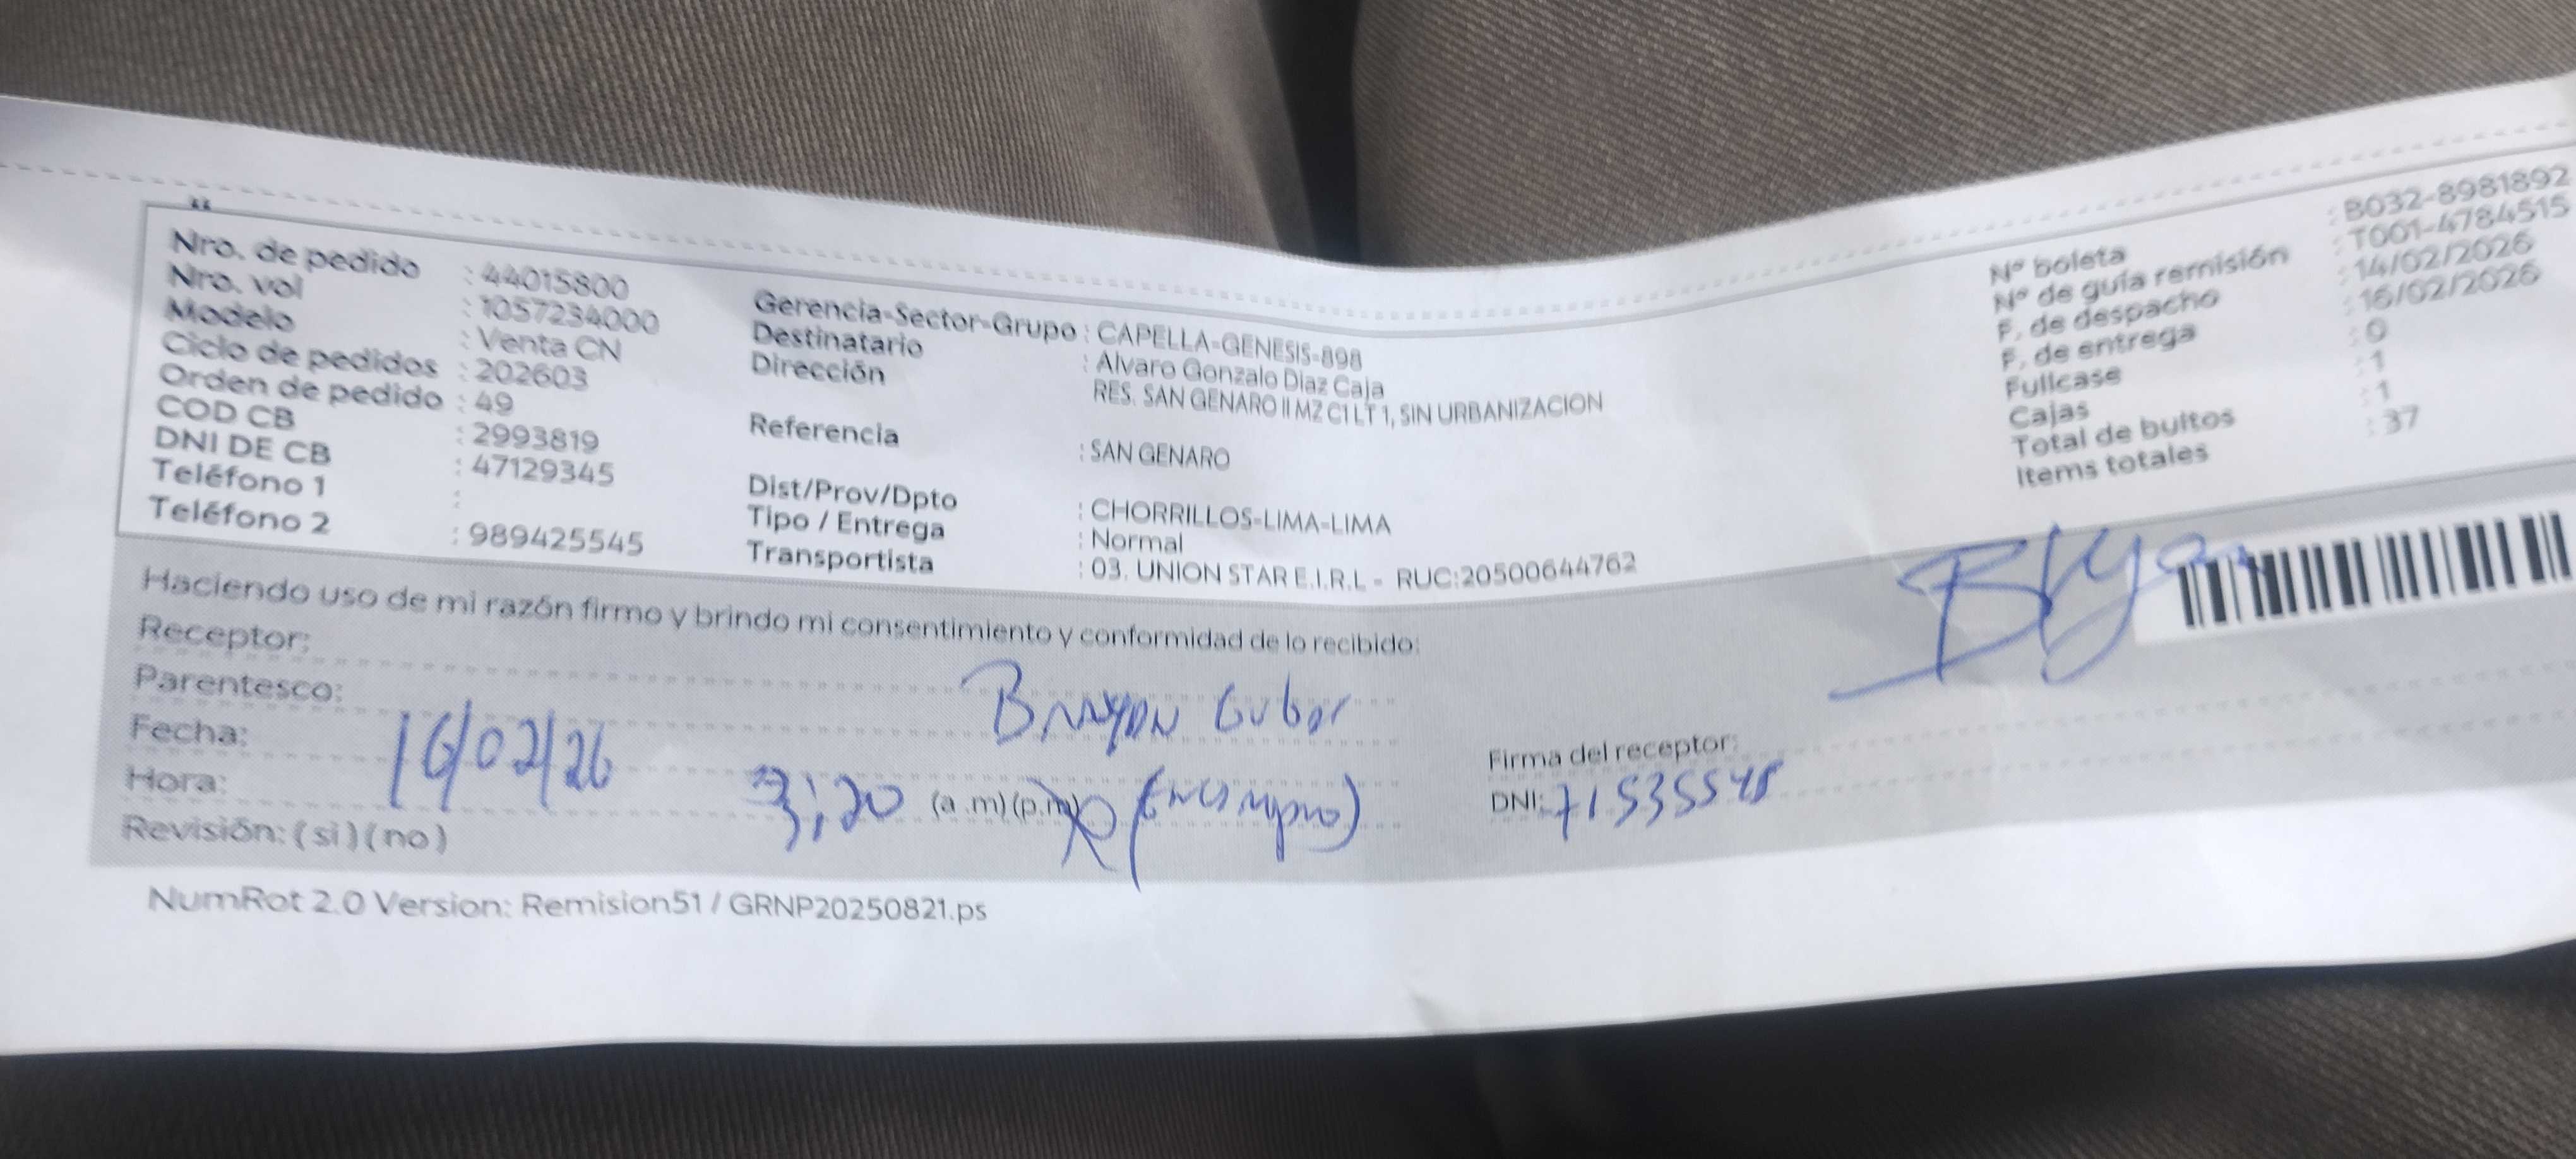 Nro. de pedido : 44015800
Nro. vol : 1057234000
Modelo : Venta CN
Ciclo de pedidos : 202603
Orden de pedido : 49
COD CB : 2993819
DNI DE CB : 47129345
Teléfono 1 :
Teléfono 2 : 989425545
Gerencia-Sector-Grupo : CAPELLA-GENESIS-898
Destinatario : Alvaro Gonzalo Diaz Caja
Dirección RES. SAN GENARO II MZ C1 LT 1, SIN URBANIZACION
Referencia : SAN GENARO
Dist/Prov/Dpto : CHORRILLOS-LIMA-LIMA
Tipo / Entrega : Normal
Transportista : 03. UNION STAR E.I.R.L - RUC:20500644762
N° boleta : B032-8981892
N° de guía remisión : T001-4784515
F. de despacho : 14/02/2026
F. de entrega : 16/02/2026
Fullcase : 0
Cajas : 1
Total de bultos : 1
Items totales : 37
Haciendo uso de mi razón firmo y brindo mi consentimiento y conformidad de lo recibido:
Receptor:
Parentesco: Brayan
Fecha: 16/02/26
Hora: 3:20 (a.m)(p.m)
Revisión: (si)(no)
Firma del receptor:
DNI: 71535548
NumRot 2.0 Version: Remision51 / GRNP20250821.ps